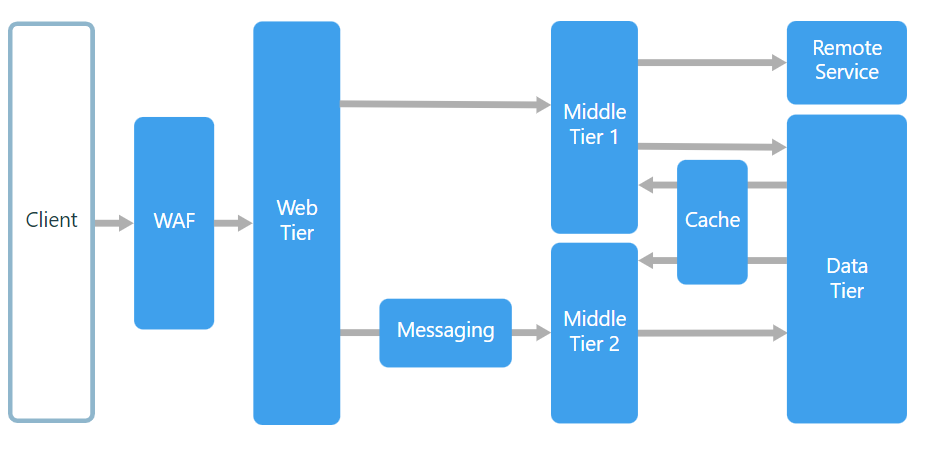 Client
WAF
Web
Tier
Messaging
Middle
Tier 1
Middle
Tier 2
Cache
Remote
Service
Data
Tier